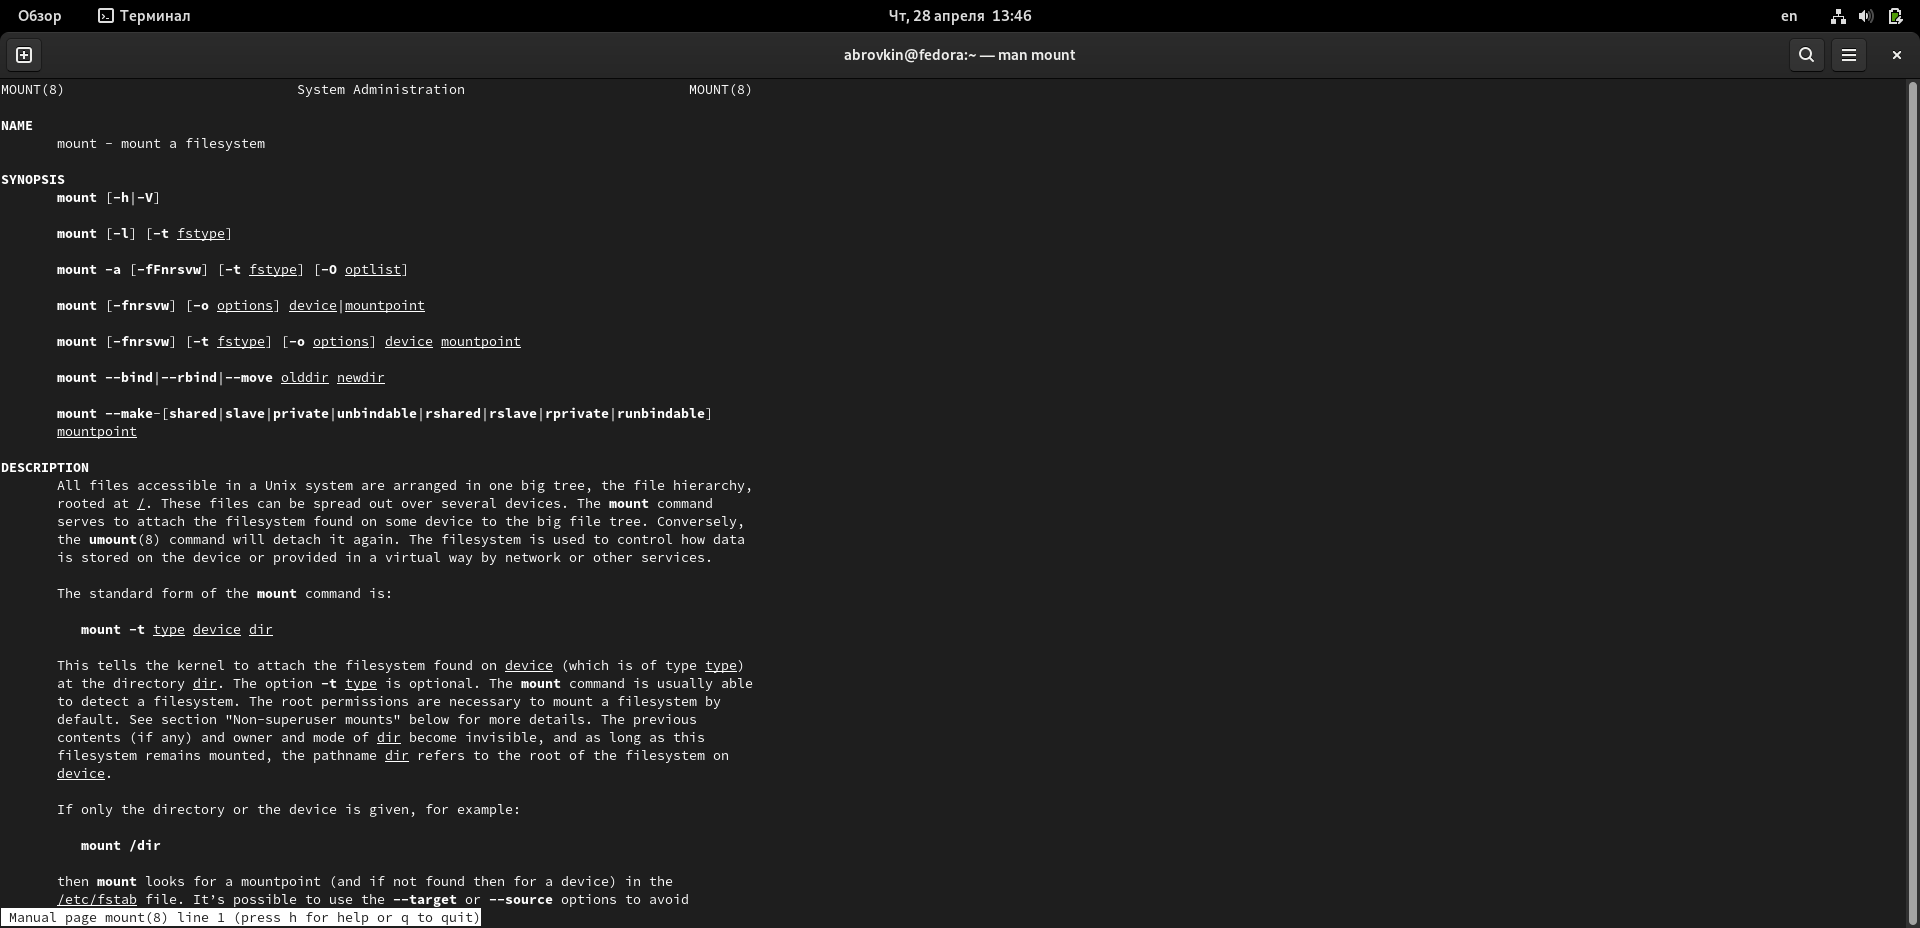 Обзор Терминал Чт, 28 апреля 13:46 en
abrovkin@fedora:~ — man mount
MOUNT(8) System Administration MOUNT(8)
NAME
mount - mount a filesystem
SYNOPSIS
mount [-h|-V]
mount [-l] [-t fstype]
mount -a [-fFnrsvw] [-t fstype] [-O optlist]
mount [-fnrsvw] [-o options] device|mountpoint
mount [-fnrsvw] [-t fstype] [-o options] device mountpoint
mount --bind|--rbind|--move olddir newdir
mount --make-[shared|slave|private|unbindable|rshared|rslave|rprivate|runbindable]
mountpoint
DESCRIPTION
All files accessible in a Unix system are arranged in one big tree, the file hierarchy,
rooted at /. These files can be spread out over several devices. The mount command
serves to attach the filesystem found on some device to the big file tree. Conversely,
the umount(8) command will detach it again. The filesystem is used to control how data
is stored on the device or provided in a virtual way by network or other services.
The standard form of the mount command is:
mount -t type device dir
This tells the kernel to attach the filesystem found on device (which is of type type)
at the directory dir. The option -t type is optional. The mount command is usually able
to detect a filesystem. The root permissions are necessary to mount a filesystem by
default. See section "Non-superuser mounts" below for more details. The previous
contents (if any) and owner and mode of dir become invisible, and as long as this
filesystem remains mounted, the pathname dir refers to the root of the filesystem on
device.
If only the directory or the device is given, for example:
mount /dir
then mount looks for a mountpoint (and if not found then for a device) in the
/etc/fstab file. It’s possible to use the --target or --source options to avoid
Manual page mount(8) line 1 (press h for help or q to quit)